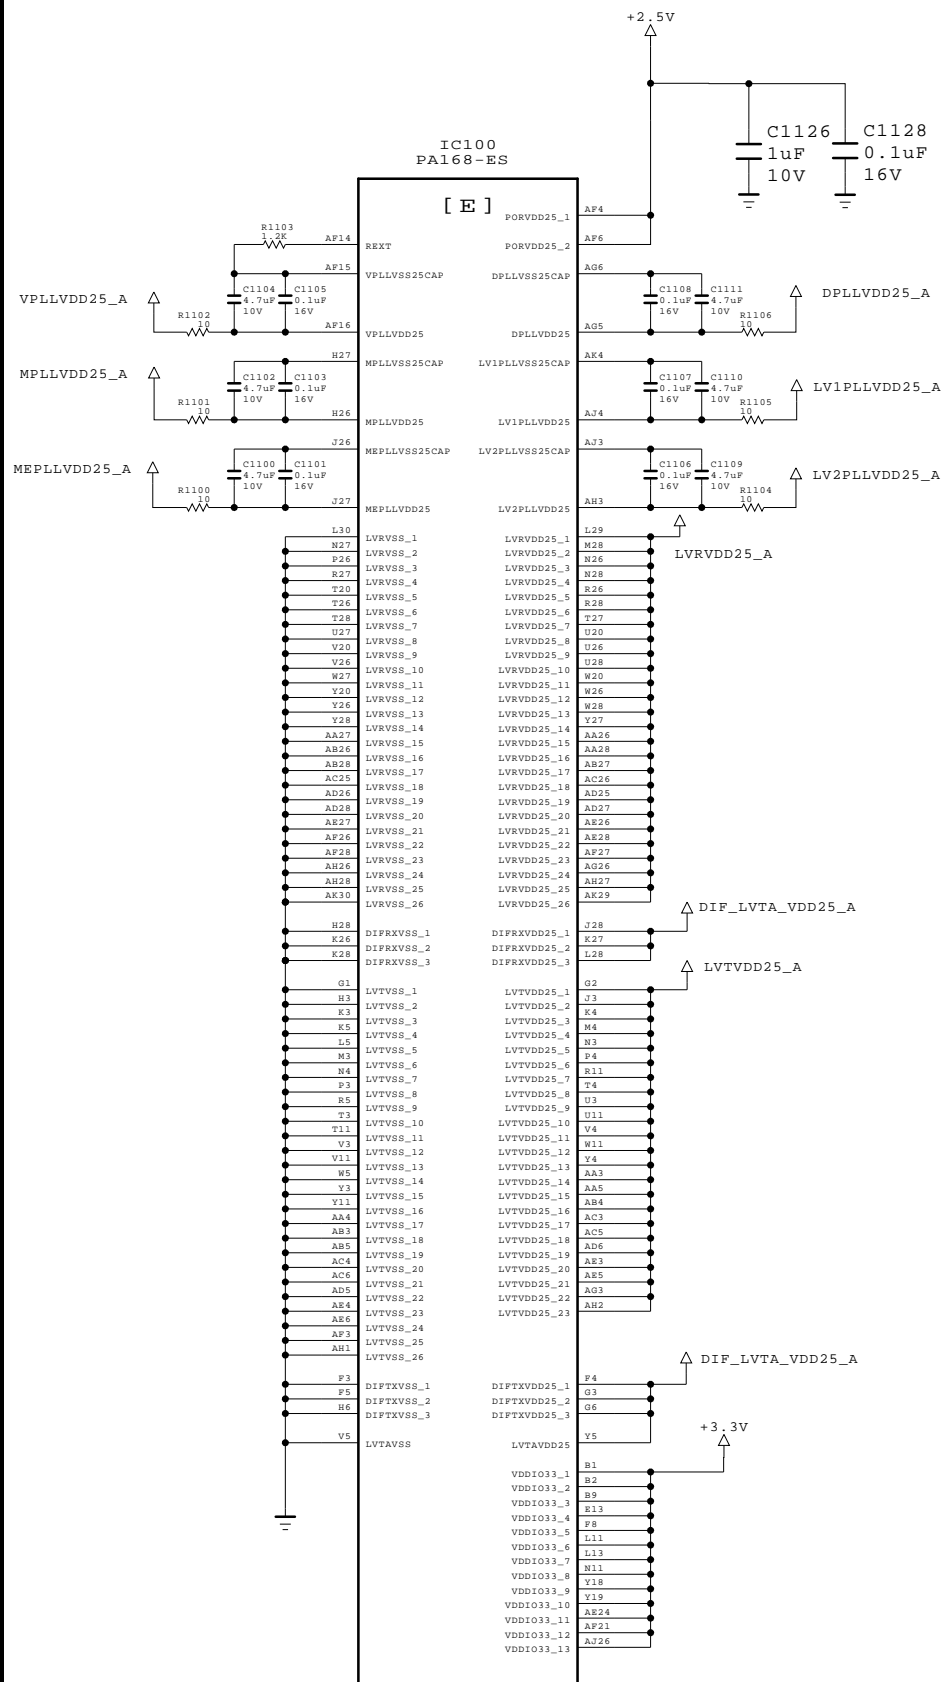 +2.5V
C1126
1uF
10V
C1128
0.1uF
16V
IC100
PA168-ES
[E]
PORVDD25_1 AF4
R1103
1.2K
AF14 REXT
PORVDD25_2 AF6
AF15 VPLLVSS25CAP
DPLLVSS25CAP AG6
VPLLVDD25_A
C1104
4.7uF
10V
C1105
0.1uF
16V
R1102
10
AF16 VPLLVDD25
C1108
0.1uF
16V
C1111
4.7uF
10V
DPLLVDD25_A
R1106
10
DPLLVDD25 AG5
H27 MPLLVSS25CAP
LV1PLLVSS25CAP AK4
MPLLVDD25_A
C1102
4.7uF
10V
C1103
0.1uF
16V
R1101
10
H26 MPLLVDD25
C1107
0.1uF
16V
C1110
4.7uF
10V
LV1PLLVDD25_A
R1105
10
LV1PLLVDD25 AJ4
J26 MEPLLVSS25CAP
LV2PLLVSS25CAP AJ3
MEPLLVDD25_A
C1100
4.7uF
10V
C1101
0.1uF
16V
R1100
10
J27 MEPLLVDD25
C1106
0.1uF
16V
C1109
4.7uF
10V
LV2PLLVDD25_A
R1104
10
LV2PLLVDD25 AH3
LVRVDD25_A
L30 LVRVSS_1 LVRVDD25_1 L29
N27 LVRVSS_2 LVRVDD25_2 M28
P26 LVRVSS_3 LVRVDD25_3 N26
R27 LVRVSS_4 LVRVDD25_4 N28
T20 LVRVSS_5 LVRVDD25_5 R26
T26 LVRVSS_6 LVRVDD25_6 R28
T28 LVRVSS_7 LVRVDD25_7 T27
U27 LVRVSS_8 LVRVDD25_8 U20
V20 LVRVSS_9 LVRVDD25_9 U26
V26 LVRVSS_10 LVRVDD25_10 U28
W27 LVRVSS_11 LVRVDD25_11 W20
Y20 LVRVSS_12 LVRVDD25_12 W26
Y26 LVRVSS_13 LVRVDD25_13 W28
Y28 LVRVSS_14 LVRVDD25_14 Y27
AA27 LVRVSS_15 LVRVDD25_15 AA26
AB26 LVRVSS_16 LVRVDD25_16 AA28
AB28 LVRVSS_17 LVRVDD25_17 AB27
AC25 LVRVSS_18 LVRVDD25_18 AC26
AD26 LVRVSS_19 LVRVDD25_19 AD25
AD28 LVRVSS_20 LVRVDD25_20 AD27
AE27 LVRVSS_21 LVRVDD25_21 AE26
AF26 LVRVSS_22 LVRVDD25_22 AE28
AF28 LVRVSS_23 LVRVDD25_23 AF27
AH26 LVRVSS_24 LVRVDD25_24 AG26
AH28 LVRVSS_25 LVRVDD25_25 AH27
AK30 LVRVSS_26 LVRVDD25_26 AK29
DIF_LVTA_VDD25_A
H28 DIFRXVSS_1 DIFRXVDD25_1 J28
K26 DIFRXVSS_2 DIFRXVDD25_2 K27
K28 DIFRXVSS_3 DIFRXVDD25_3 L28
LVTVDD25_A
G1 LVTVSS_1 LVTVDD25_1 G2
H3 LVTVSS_2 LVTVDD25_2 J3
K3 LVTVSS_3 LVTVDD25_3 K4
K5 LVTVSS_4 LVTVDD25_4 M4
L5 LVTVSS_5 LVTVDD25_5 N3
M3 LVTVSS_6 LVTVDD25_6 P4
N4 LVTVSS_7 LVTVDD25_7 R11
P3 LVTVSS_8 LVTVDD25_8 T4
R5 LVTVSS_9 LVTVDD25_9 U3
T3 LVTVSS_10 LVTVDD25_10 U11
T11 LVTVSS_11 LVTVDD25_11 V4
V3 LVTVSS_12 LVTVDD25_12 W11
V11 LVTVSS_13 LVTVDD25_13 Y4
W5 LVTVSS_14 LVTVDD25_14 AA3
Y3 LVTVSS_15 LVTVDD25_15 AA5
Y11 LVTVSS_16 LVTVDD25_16 AB4
AA4 LVTVSS_17 LVTVDD25_17 AC3
AB3 LVTVSS_18 LVTVDD25_18 AC5
AB5 LVTVSS_19 LVTVDD25_19 AD6
AC4 LVTVSS_20 LVTVDD25_20 AE3
AC6 LVTVSS_21 LVTVDD25_21 AE5
AD5 LVTVSS_22 LVTVDD25_22 AG3
AE4 LVTVSS_23 LVTVDD25_23 AH2
AE6 LVTVSS_24
AF3 LVTVSS_25
AH1 LVTVSS_26
DIF_LVTA_VDD25_A
F3 DIFTXVSS_1 DIFTXVDD25_1 F4
F5 DIFTXVSS_2 DIFTXVDD25_2 G3
H6 DIFTXVSS_3 DIFTXVDD25_3 G6
V5 LVTAVSS LVTAVDD25 Y5
+3.3V
VDDIO33_1 B1
VDDIO33_2 B2
VDDIO33_3 B9
VDDIO33_4 E13
VDDIO33_5 F8
VDDIO33_6 L11
VDDIO33_7 L13
VDDIO33_8 N11
VDDIO33_9 Y18
VDDIO33_10 Y19
VDDIO33_11 AE24
VDDIO33_12 AF21
VDDIO33_13 AJ26